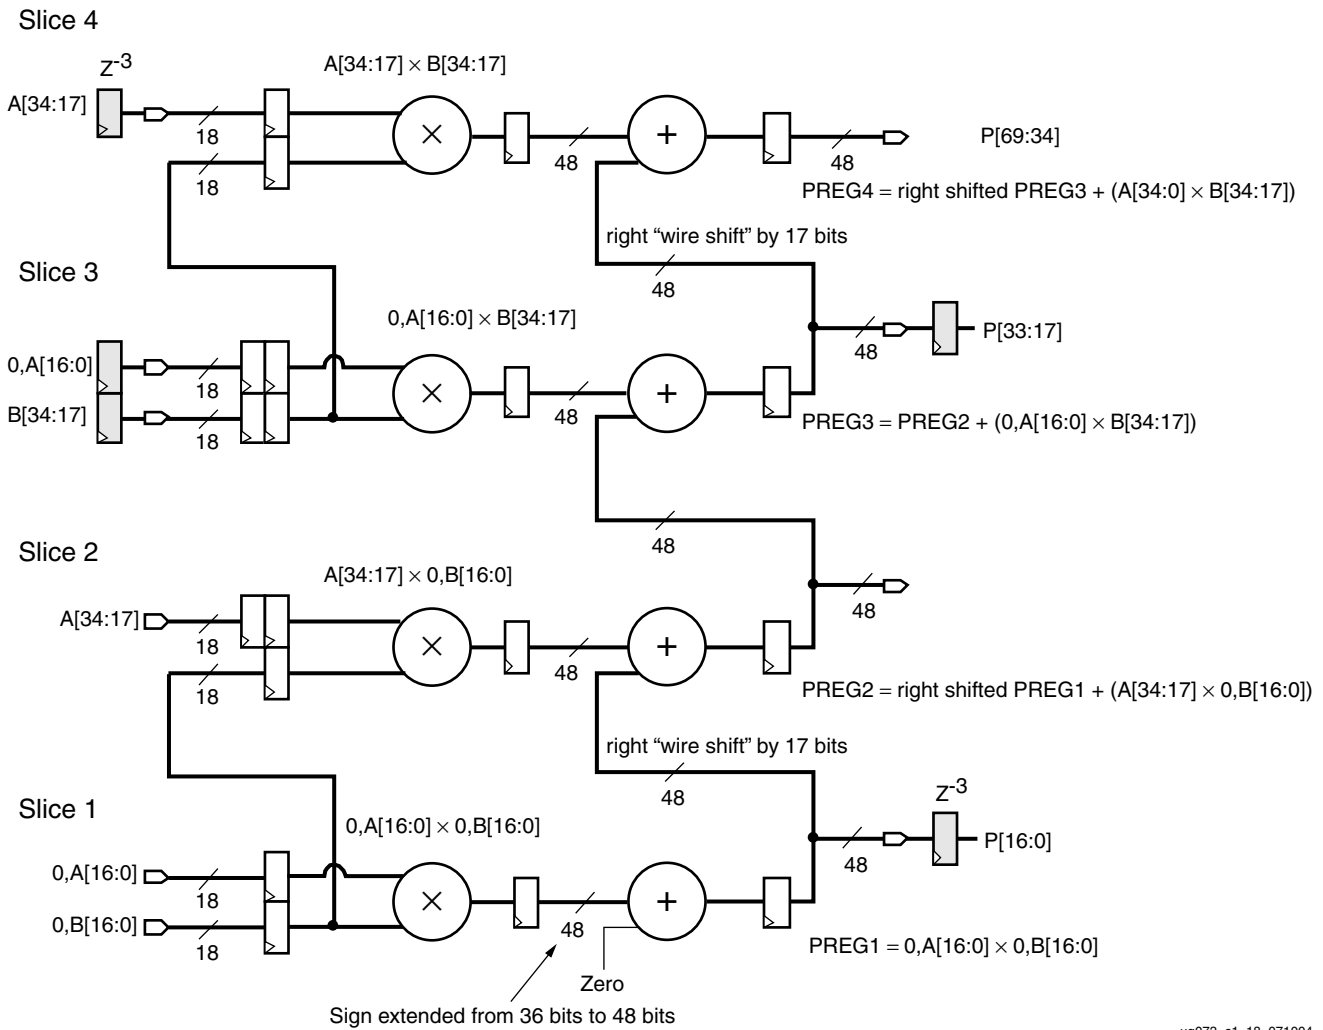 Slice 4
Z-3
A[34:17] × B[34:17]
A[34:17]
18
×
48
+
48
P[69:34]
18
PREG4 = right shifted PREG3 + (A[34:0] × B[34:17])
right “wire shift” by 17 bits
48
Slice 3
0,A[16:0] × B[34:17]
0,A[16:0]
18
B[34:17]
18
×
48
+
48
P[33:17]
PREG3 = PREG2 + (0,A[16:0] × B[34:17])
48
Slice 2
A[34:17] × 0,B[16:0]
48
A[34:17]
18
×
48
+
18
PREG2 = right shifted PREG1 + (A[34:17] × 0,B[16:0])
right “wire shift” by 17 bits
48
Slice 1
Z-3
0,A[16:0] × 0,B[16:0]
48
P[16:0]
0,A[16:0]
18
0,B[16:0]
18
×
48
+
PREG1 = 0,A[16:0] × 0,B[16:0]
Zero
Sign extended from 36 bits to 48 bits